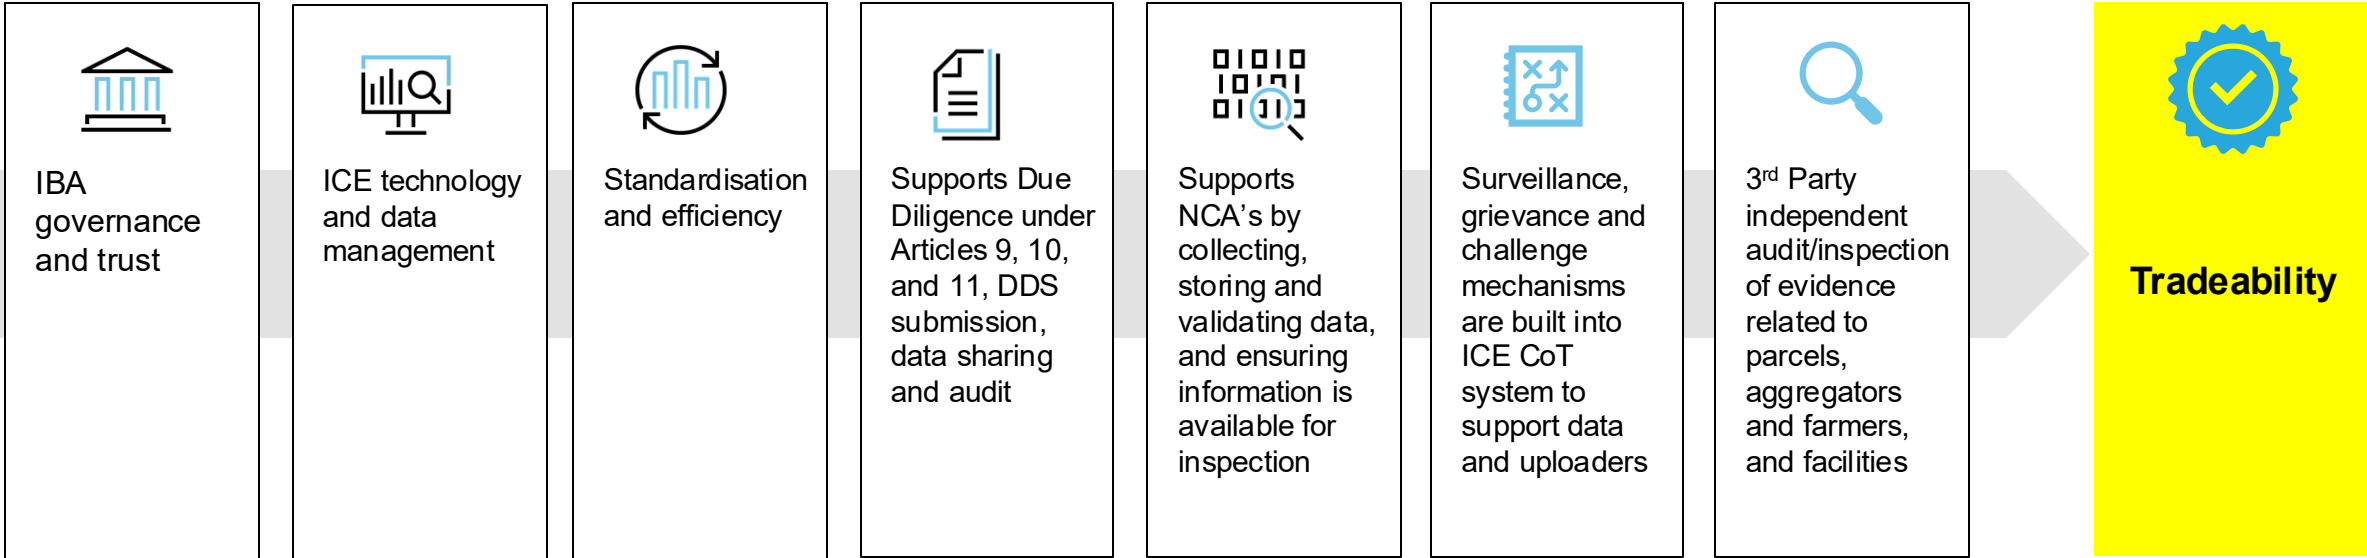 IBA
governance
and trust
ICE technology
and data
management
Standardisation
and efficiency
Supports Due
Diligence under
Articles 9, 10,
and 11, DDS
submission,
data sharing
and audit
Supports
NCA’s by
collecting,
storing and
validating data,
and ensuring
information is
available for
inspection
Surveillance,
grievance and
challenge
mechanisms
are built into
ICE CoT
system to
support data
and uploaders
3rd Party
independent
audit/inspection
of evidence
related to
parcels,
aggregators
and farmers,
and facilities
Tradeability